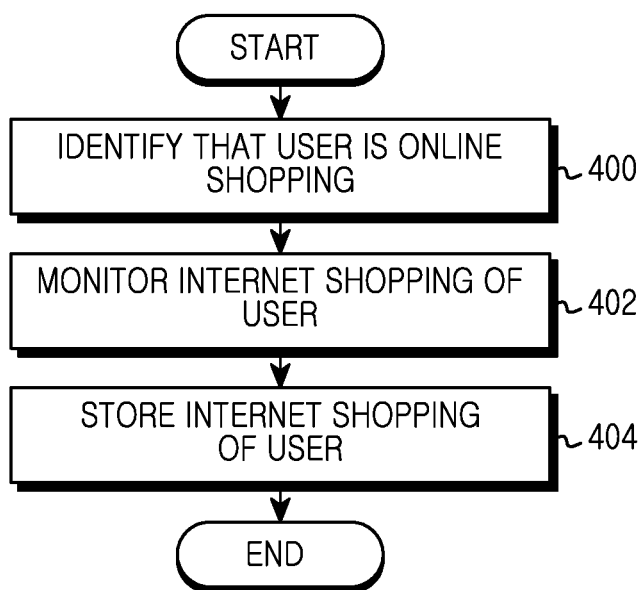 START
IDENTIFY THAT USER IS ONLINE
SHOPPING
400
MONITOR INTERNET SHOPPING OF
USER
402
STORE INTERNET SHOPPING
OF USER
404
END